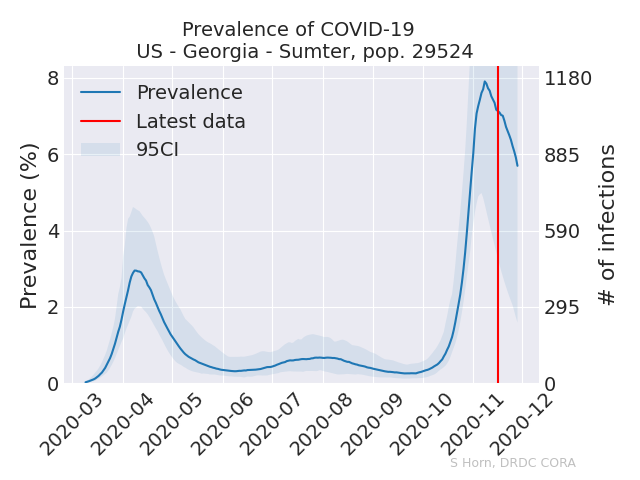 Prevalence of COVID-19
US - Georgia - Sumter, pop. 29524
Prevalence
Latest data
95CI
Prevalence (%)
8
6
4
2
0
# of infections
1180
885
590
295
0
2020-03
2020-04
2020-05
2020-06
2020-07
2020-08
2020-09
2020-10
2020-11
2020-12
S Horn, DRDC CORA